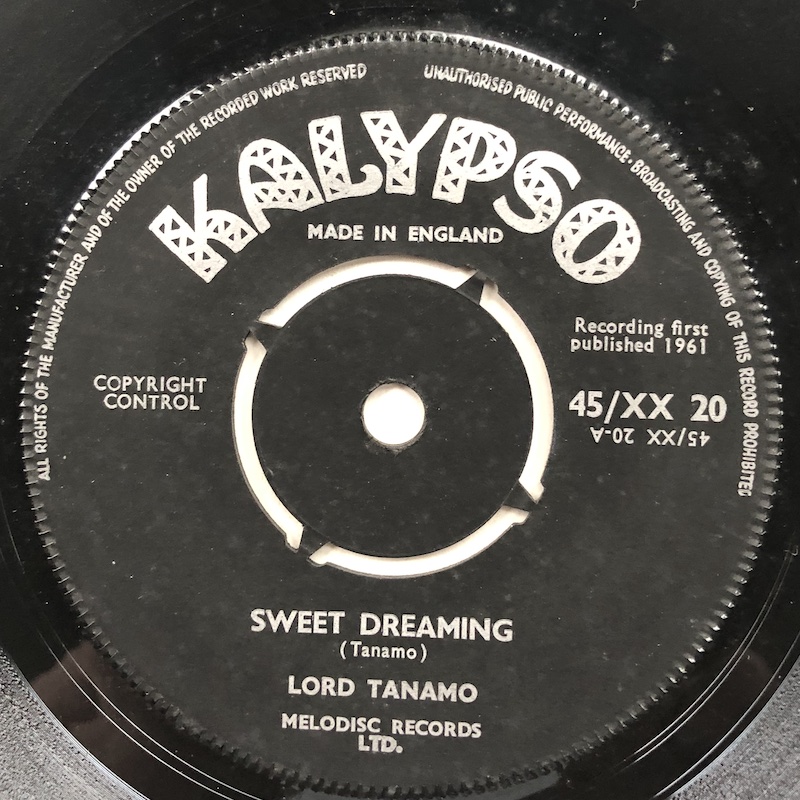 ALL RIGHTS OF THE MANUFACTURER AND OF THE OWNER OF THE RECORDED WORK RESERVED
UNAUTHORISED PUBLIC PERFORMANCE · BROADCASTING AND COPYING OF THIS RECORD PROHIBITED
KALYPSO
MADE IN ENGLAND
Recording first
published 1961
COPYRIGHT
CONTROL
45/XX 20
45/XX 20-A
SWEET DREAMING
(Tanamo)
LORD TANAMO
MELODISC RECORDS
LTD.